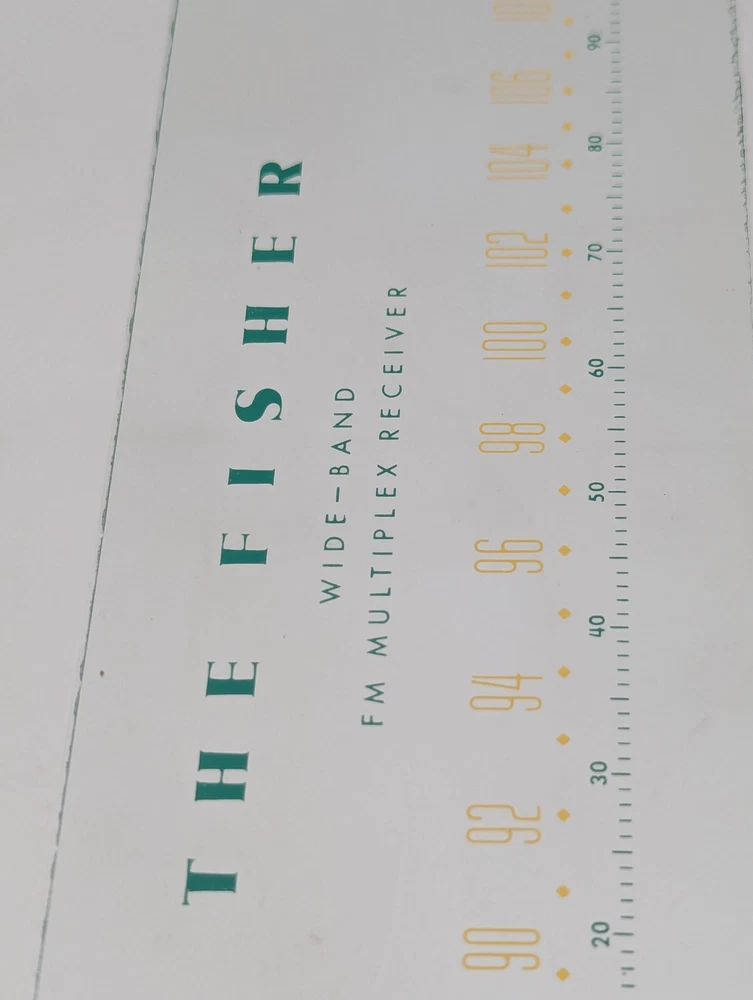 THE FISHER
WIDE-BAND
FM MULTIPLEX RECEIVER
90 92 94 96 98 100 102 104 106
20 30 40 50 60 70 80 90